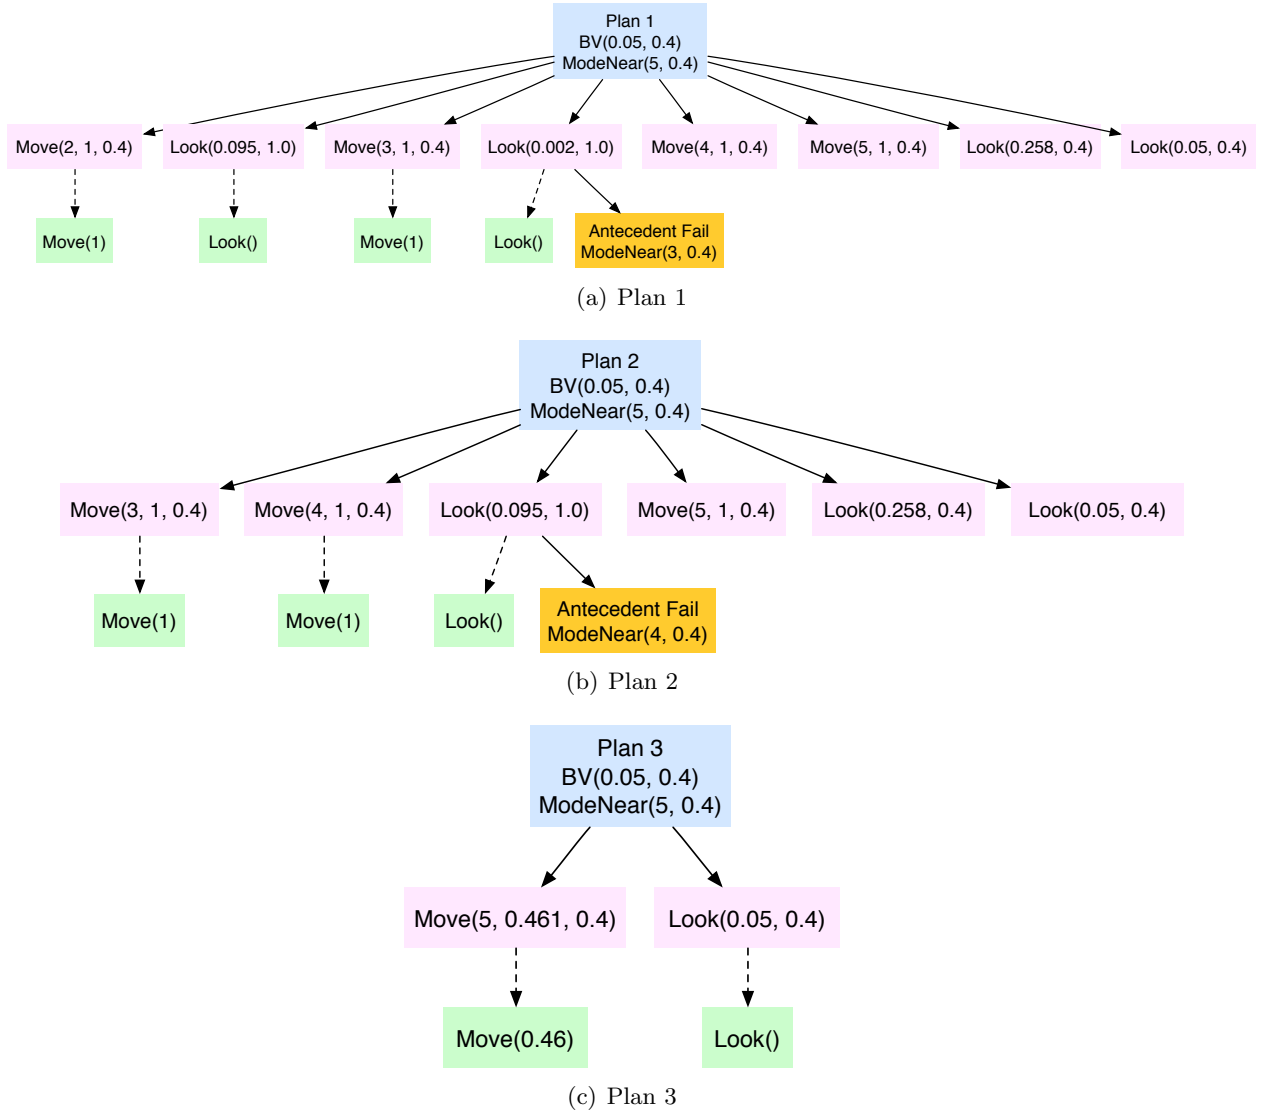 Plan 1
BV(0.05, 0.4)
ModeNear(5, 0.4)
Move(2, 1, 0.4)
Look(0.095, 1.0)
Move(3, 1, 0.4)
Look(0.002, 1.0)
Move(4, 1, 0.4)
Move(5, 1, 0.4)
Look(0.258, 0.4)
Look(0.05, 0.4)
Move(1)
Look()
Move(1)
Look()
Antecedent Fail
ModeNear(3, 0.4)
(a) Plan 1
Plan 2
BV(0.05, 0.4)
ModeNear(5, 0.4)
Move(3, 1, 0.4)
Move(4, 1, 0.4)
Look(0.095, 1.0)
Move(5, 1, 0.4)
Look(0.258, 0.4)
Look(0.05, 0.4)
Move(1)
Move(1)
Look()
Antecedent Fail
ModeNear(4, 0.4)
(b) Plan 2
Plan 3
BV(0.05, 0.4)
ModeNear(5, 0.4)
Move(5, 0.461, 0.4)
Look(0.05, 0.4)
Move(0.46)
Look()
(c) Plan 3